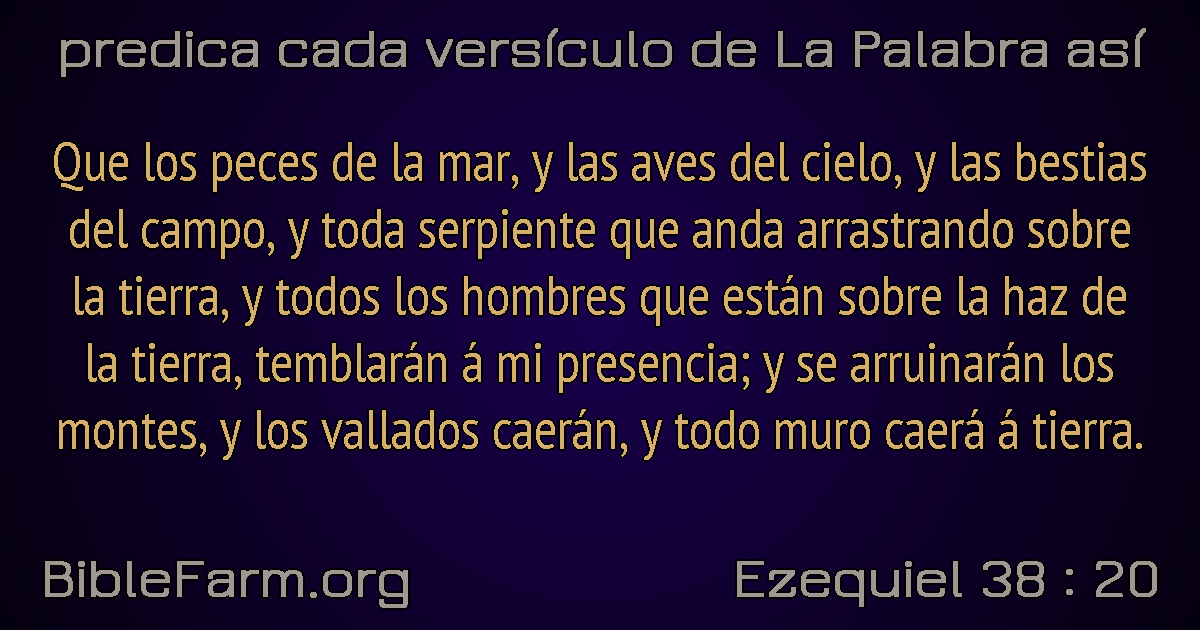 predica cada versículo de La Palabra así
Que los peces de la mar, y las aves del cielo, y las bestias
del campo, y toda serpiente que anda arrastrando sobre
la tierra, y todos los hombres que están sobre la haz de
la tierra, temblarán á mi presencia; y se arruinarán los
montes, y los vallados caerán, y todo muro caerá á tierra.
BibleFarm.org
Ezequiel 38 : 20